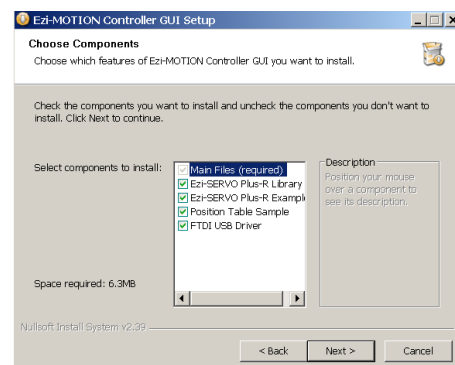 Ezi-MOTION Controller GUI Setup
Choose Components
Choose which features of Ezi-MOTION Controller GUI you want to install.
Check the components you want to install and uncheck the components you don't want to
install. Click Next to continue.
Select components to install:
Main Files (required)
Ezi-SERVO Plus-R Library
Ezi-SERVO Plus-R Exampl
Position Table Sample
FTDI USB Driver
Description
Position your mouse
over a component to
see its description.
Space required: 6.3MB
Nullsoft Install System v2.39
< Back
Next >
Cancel